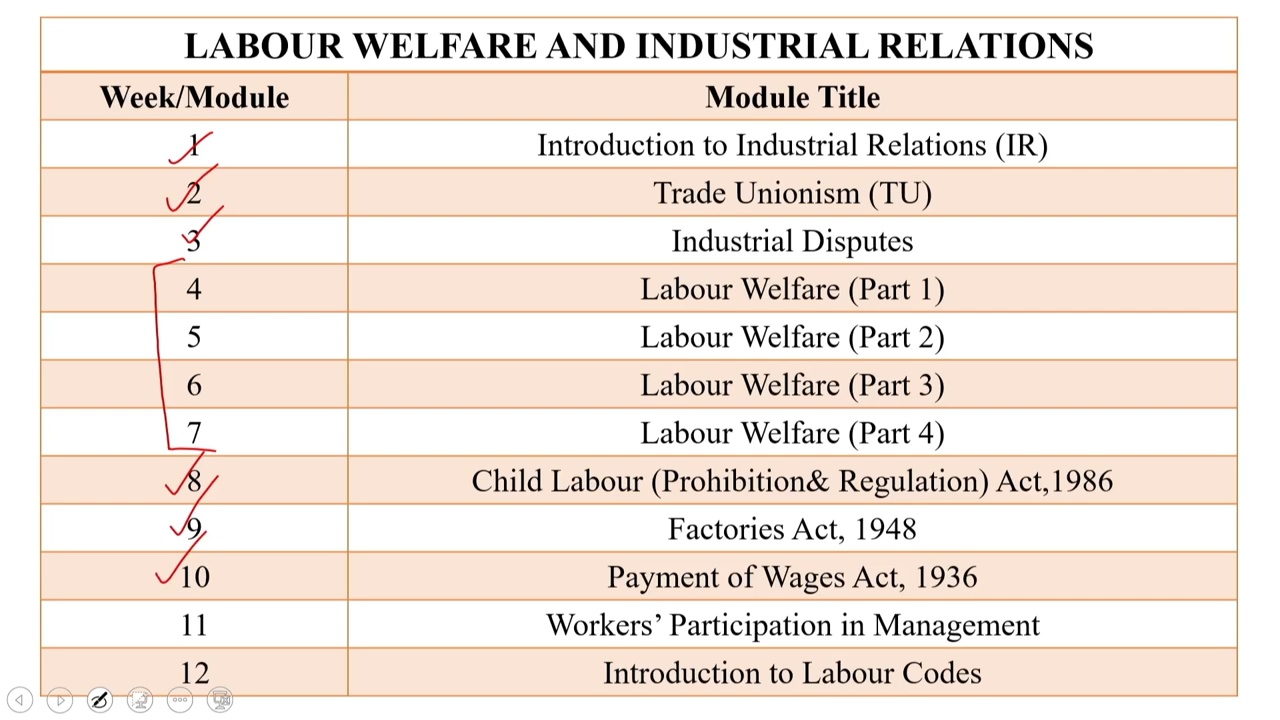 LABOUR WELFARE AND INDUSTRIAL RELATIONS
Week/Module Module Title
1 Introduction to Industrial Relations (IR)
2 Trade Unionism (TU)
3 Industrial Disputes
4 Labour Welfare (Part 1)
5 Labour Welfare (Part 2)
6 Labour Welfare (Part 3)
7 Labour Welfare (Part 4)
8 Child Labour (Prohibition& Regulation) Act,1986
9 Factories Act, 1948
10 Payment of Wages Act, 1936
11 Workers’ Participation in Management
12 Introduction to Labour Codes